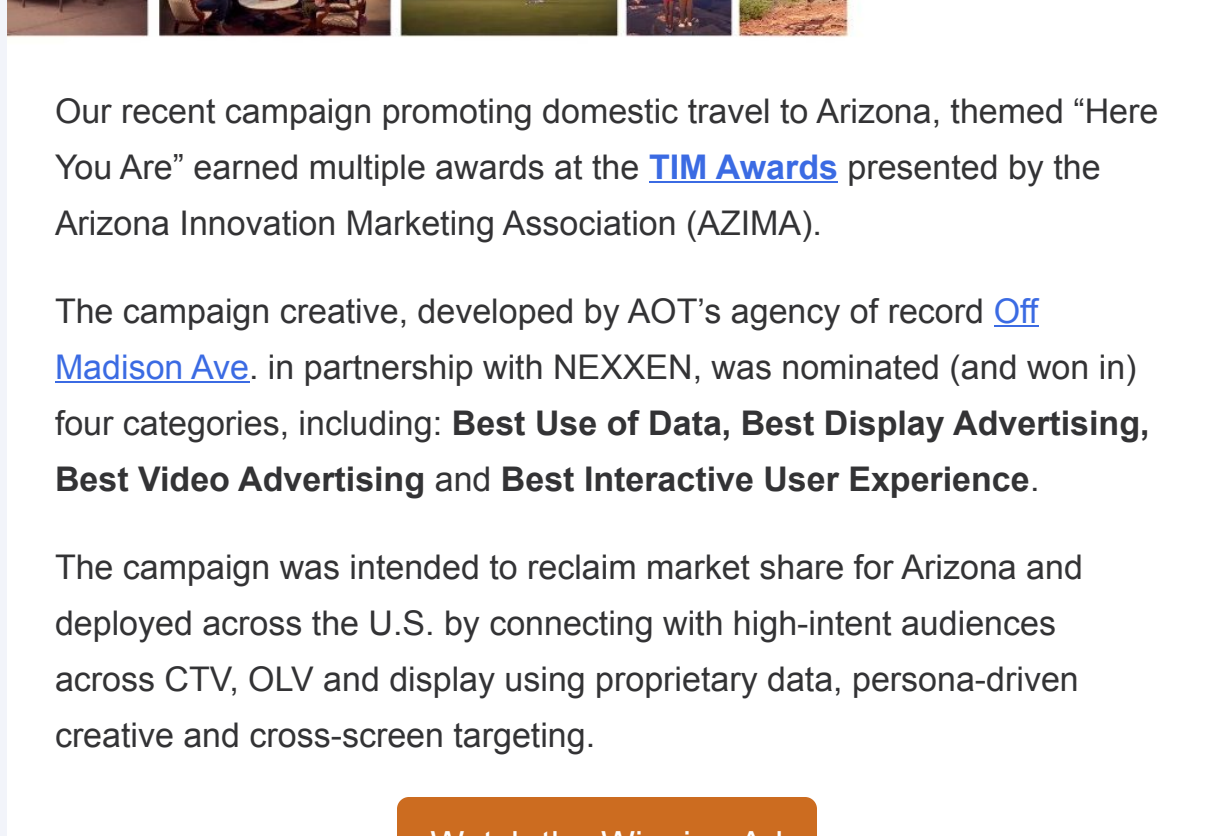 Our recent campaign promoting domestic travel to Arizona, themed “Here
You Are” earned multiple awards at the TIM Awards presented by the
Arizona Innovation Marketing Association (AZIMA).
The campaign creative, developed by AOT’s agency of record Off
Madison Ave. in partnership with NEXXEN, was nominated (and won in)
four categories, including: Best Use of Data, Best Display Advertising,
Best Video Advertising and Best Interactive User Experience.
The campaign was intended to reclaim market share for Arizona and
deployed across the U.S. by connecting with high-intent audiences
across CTV, OLV and display using proprietary data, persona-driven
creative and cross-screen targeting.
Watch the Winning Ad